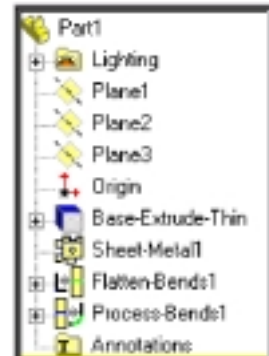 Part1
Lighting
Plane1
Plane2
Plane3
Origin
Base-Extrude-Thin
Sheet-Metal1
Flatten-Bends1
Process-Bends1
Annotations